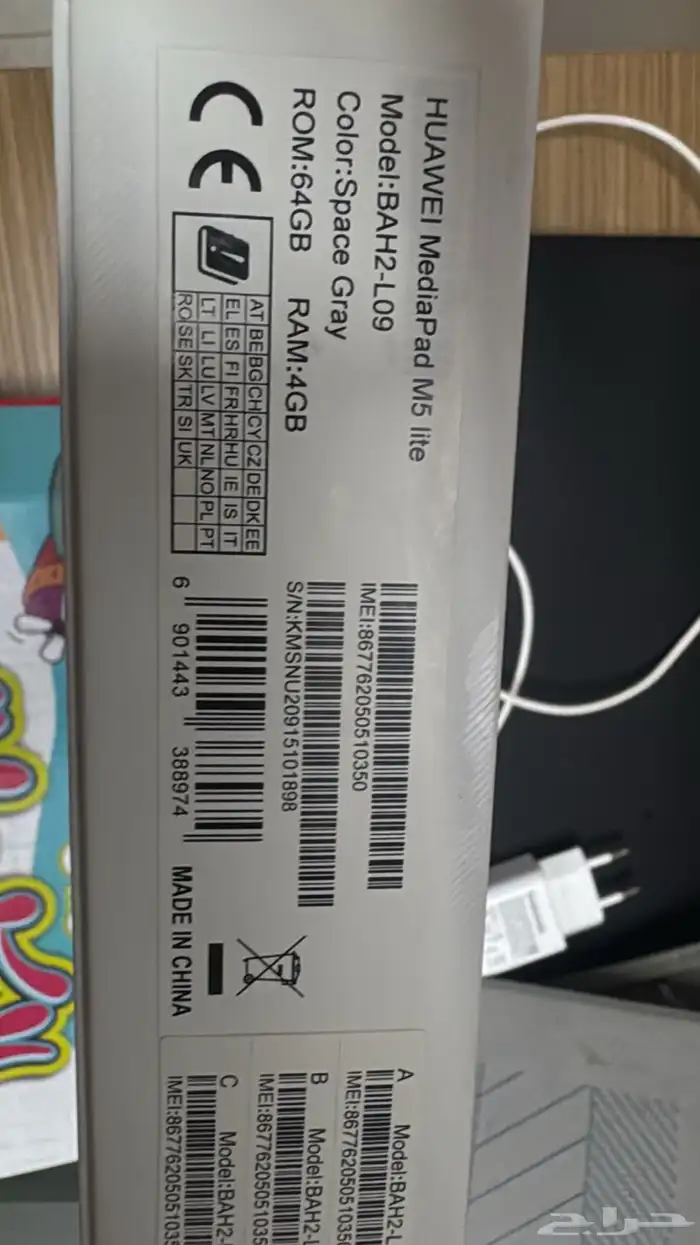 HUAWEI MediaPad M5 lite
Model:BAH2-L09
Color:Space Gray
ROM:64GB RAM:4GB
CE
AT BE BG CH CY CZ DE DK EE
EL ES FI FR HR HU IE IS IT
LT LI LU LV MT NL NO PL PT
RO SE SK TR SI UK
IMEI:867762050510350
S/N:KMSNU20915101898
6 901443 388974
MADE IN CHINA
A Model:BAH2-L
IMEI:86776205051035
B Model:BAH2-L
IMEI:86776205051035
C Model:BAH2-
IMEI:86776205051035
حراج